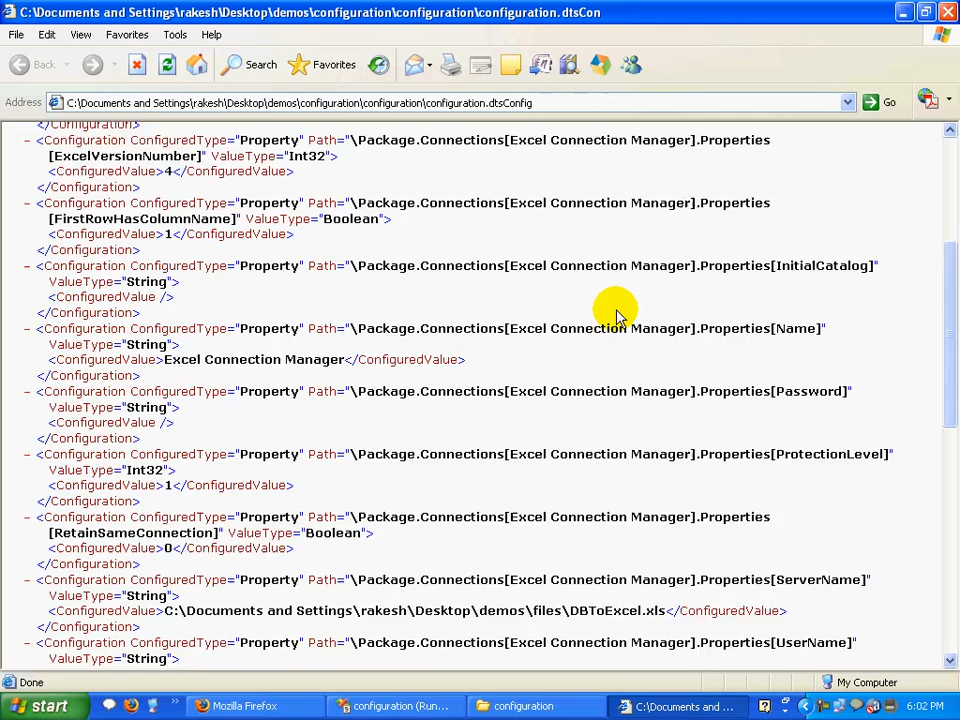 C:\Documents and Settings\rakesh\Desktop\demos\configuration\configuration\configuration.dtsCon
File Edit View Favorites Tools Help
Back Search Favorites
Address C:\Documents and Settings\rakesh\Desktop\demos\configuration\configuration\configuration.dtsConfig Go
</Configuration>
- <Configuration ConfiguredType="Property" Path="\Package.Connections[Excel Connection Manager].Properties
[ExcelVersionNumber]" ValueType="Int32">
<ConfiguredValue>4</ConfiguredValue>
</Configuration>
- <Configuration ConfiguredType="Property" Path="\Package.Connections[Excel Connection Manager].Properties
[FirstRowHasColumnName]" ValueType="Boolean">
<ConfiguredValue>1</ConfiguredValue>
</Configuration>
- <Configuration ConfiguredType="Property" Path="\Package.Connections[Excel Connection Manager].Properties[InitialCatalog]"
ValueType="String">
<ConfiguredValue />
</Configuration>
- <Configuration ConfiguredType="Property" Path="\Package.Connections[Excel Connection Manager].Properties[Name]"
ValueType="String">
<ConfiguredValue>Excel Connection Manager</ConfiguredValue>
</Configuration>
- <Configuration ConfiguredType="Property" Path="\Package.Connections[Excel Connection Manager].Properties[Password]"
ValueType="String">
<ConfiguredValue />
</Configuration>
- <Configuration ConfiguredType="Property" Path="\Package.Connections[Excel Connection Manager].Properties[ProtectionLevel]"
ValueType="Int32">
<ConfiguredValue>1</ConfiguredValue>
</Configuration>
- <Configuration ConfiguredType="Property" Path="\Package.Connections[Excel Connection Manager].Properties
[RetainSameConnection]" ValueType="Boolean">
<ConfiguredValue>0</ConfiguredValue>
</Configuration>
- <Configuration ConfiguredType="Property" Path="\Package.Connections[Excel Connection Manager].Properties[ServerName]"
ValueType="String">
<ConfiguredValue>C:\Documents and Settings\rakesh\Desktop\demos\files\DBToExcel.xls</ConfiguredValue>
</Configuration>
- <Configuration ConfiguredType="Property" Path="\Package.Connections[Excel Connection Manager].Properties[UserName]"
ValueType="String">
Done My Computer
start Mozilla Firefox configuration (Run... configuration C:\Documents and ... 6:02 PM